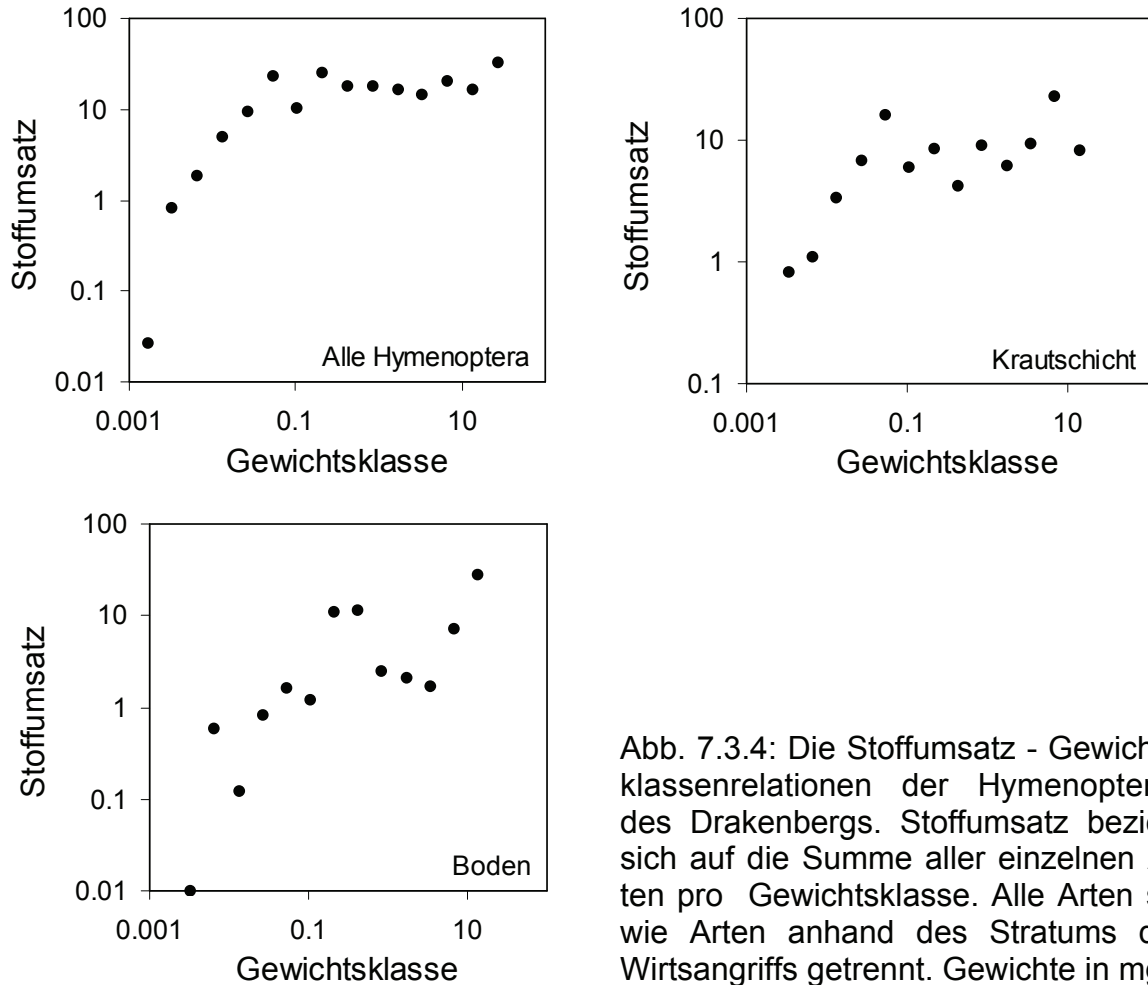 100
10
1
0.1
0.01
Stoffumsatz
Alle Hymenoptera
0.001 0.1 10
Gewichtsklasse
100
10
1
0.1
Stoffumsatz
Krautschicht
0.001 0.1 10
Gewichtsklasse
100
10
1
0.1
0.01
Stoffumsatz
Boden
0.001 0.1 10
Gewichtsklasse
Abb. 7.3.4: Die Stoffumsatz - Gewich
klassenrelationen der Hymenopter
des Drakenbergs. Stoffumsatz bezie
sich auf die Summe aller einzelnen
ten pro Gewichtsklasse. Alle Arten s
wie Arten anhand des Stratums d
Wirtsangriffs getrennt. Gewichte in m